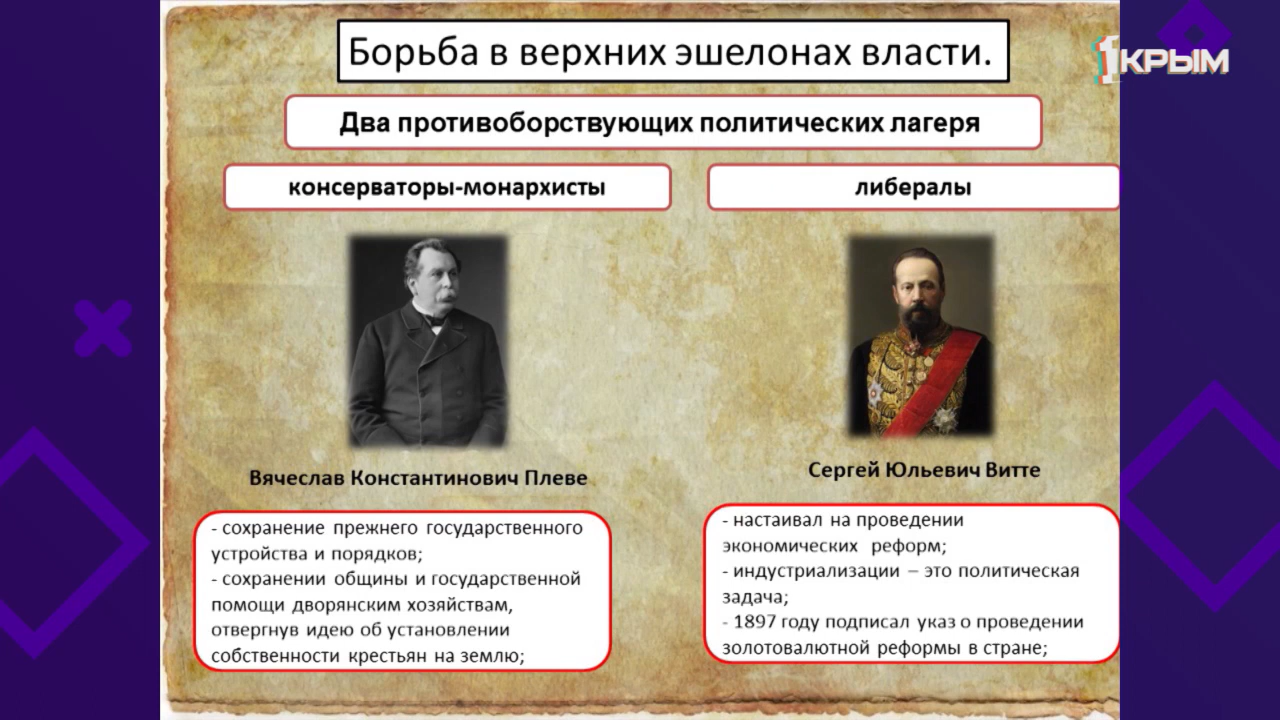 Борьба в верхних эшелонах власти.
1КРЫМ
Два противоборствующих политических лагеря
консерваторы-монархисты
либералы
Вячеслав Константинович Плеве
Сергей Юльевич Витте
- сохранение прежнего государственного
устройства и порядков;
- сохранении общины и государственной
помощи дворянским хозяйствам,
отвергнув идею об установлении
собственности крестьян на землю;
- настаивал на проведении
экономических реформ;
- индустриализации – это политическая
задача;
- 1897 году подписал указ о проведении
золотовалютной реформы в стране;